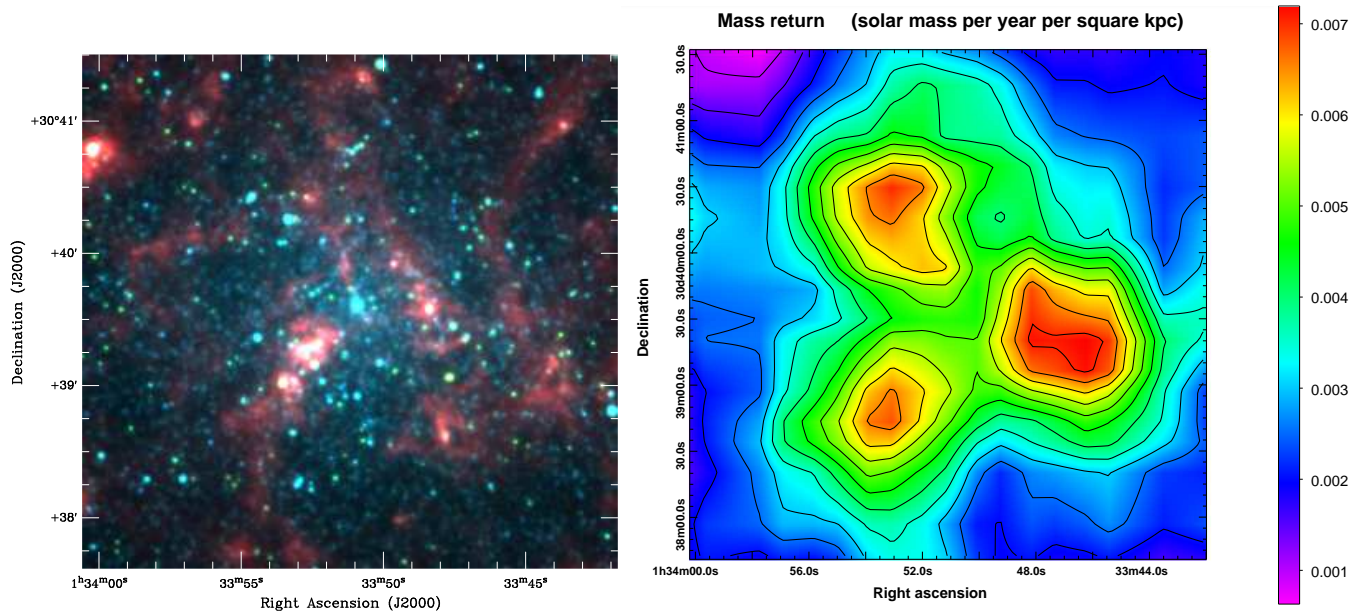 Mass return (solar mass per year per square kpc)
+30°41'
+40'
+39'
+38'
Declination (J2000)
1ʰ34ᵐ00ˢ
33ᵐ55ˢ
33ᵐ50ˢ
33ᵐ45ˢ
Right Ascension (J2000)
30.0s
41m00.0s
30.0s
30d40m00.0s
30.0s
39m00.0s
30.0s
38m00.0s
Declination
1h34m00.0s
56.0s
52.0s
48.0s
33m44.0s
Right ascension
0.007
0.006
0.005
0.004
0.003
0.002
0.001